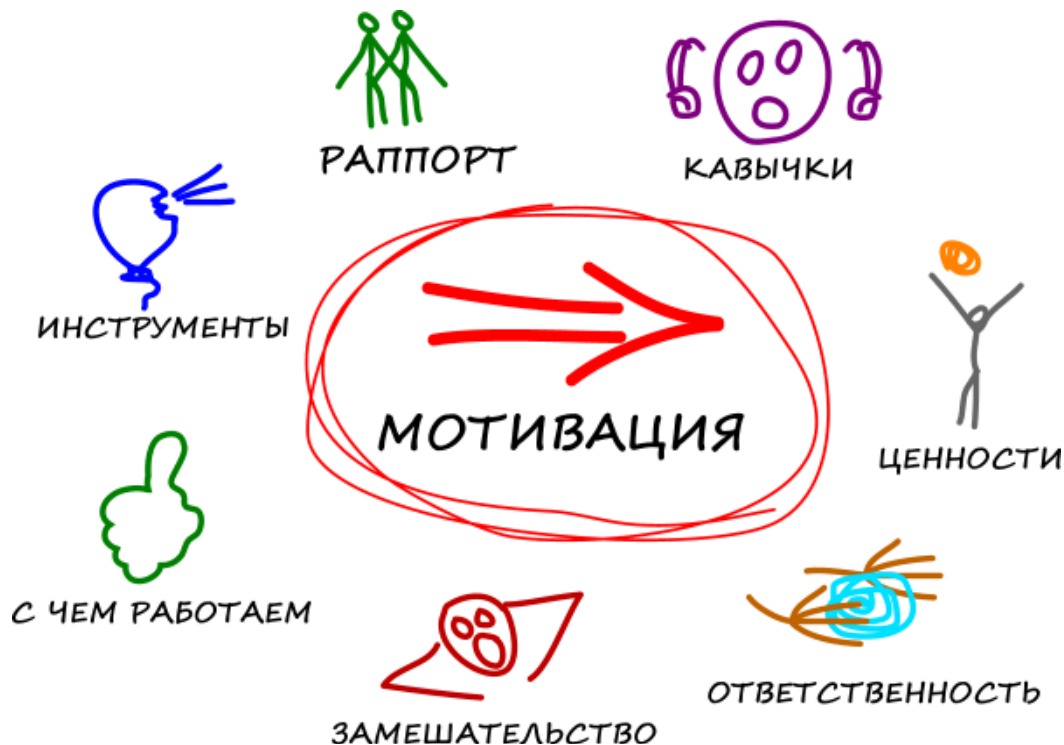 РАППОРТ
КАВЫЧКИ
ИНСТРУМЕНТЫ
МОТИВАЦИЯ
ЦЕННОСТИ
С ЧЕМ РАБОТАЕМ
ОТВЕТСТВЕННОСТЬ
ЗАМЕШАТЕЛЬСТВО